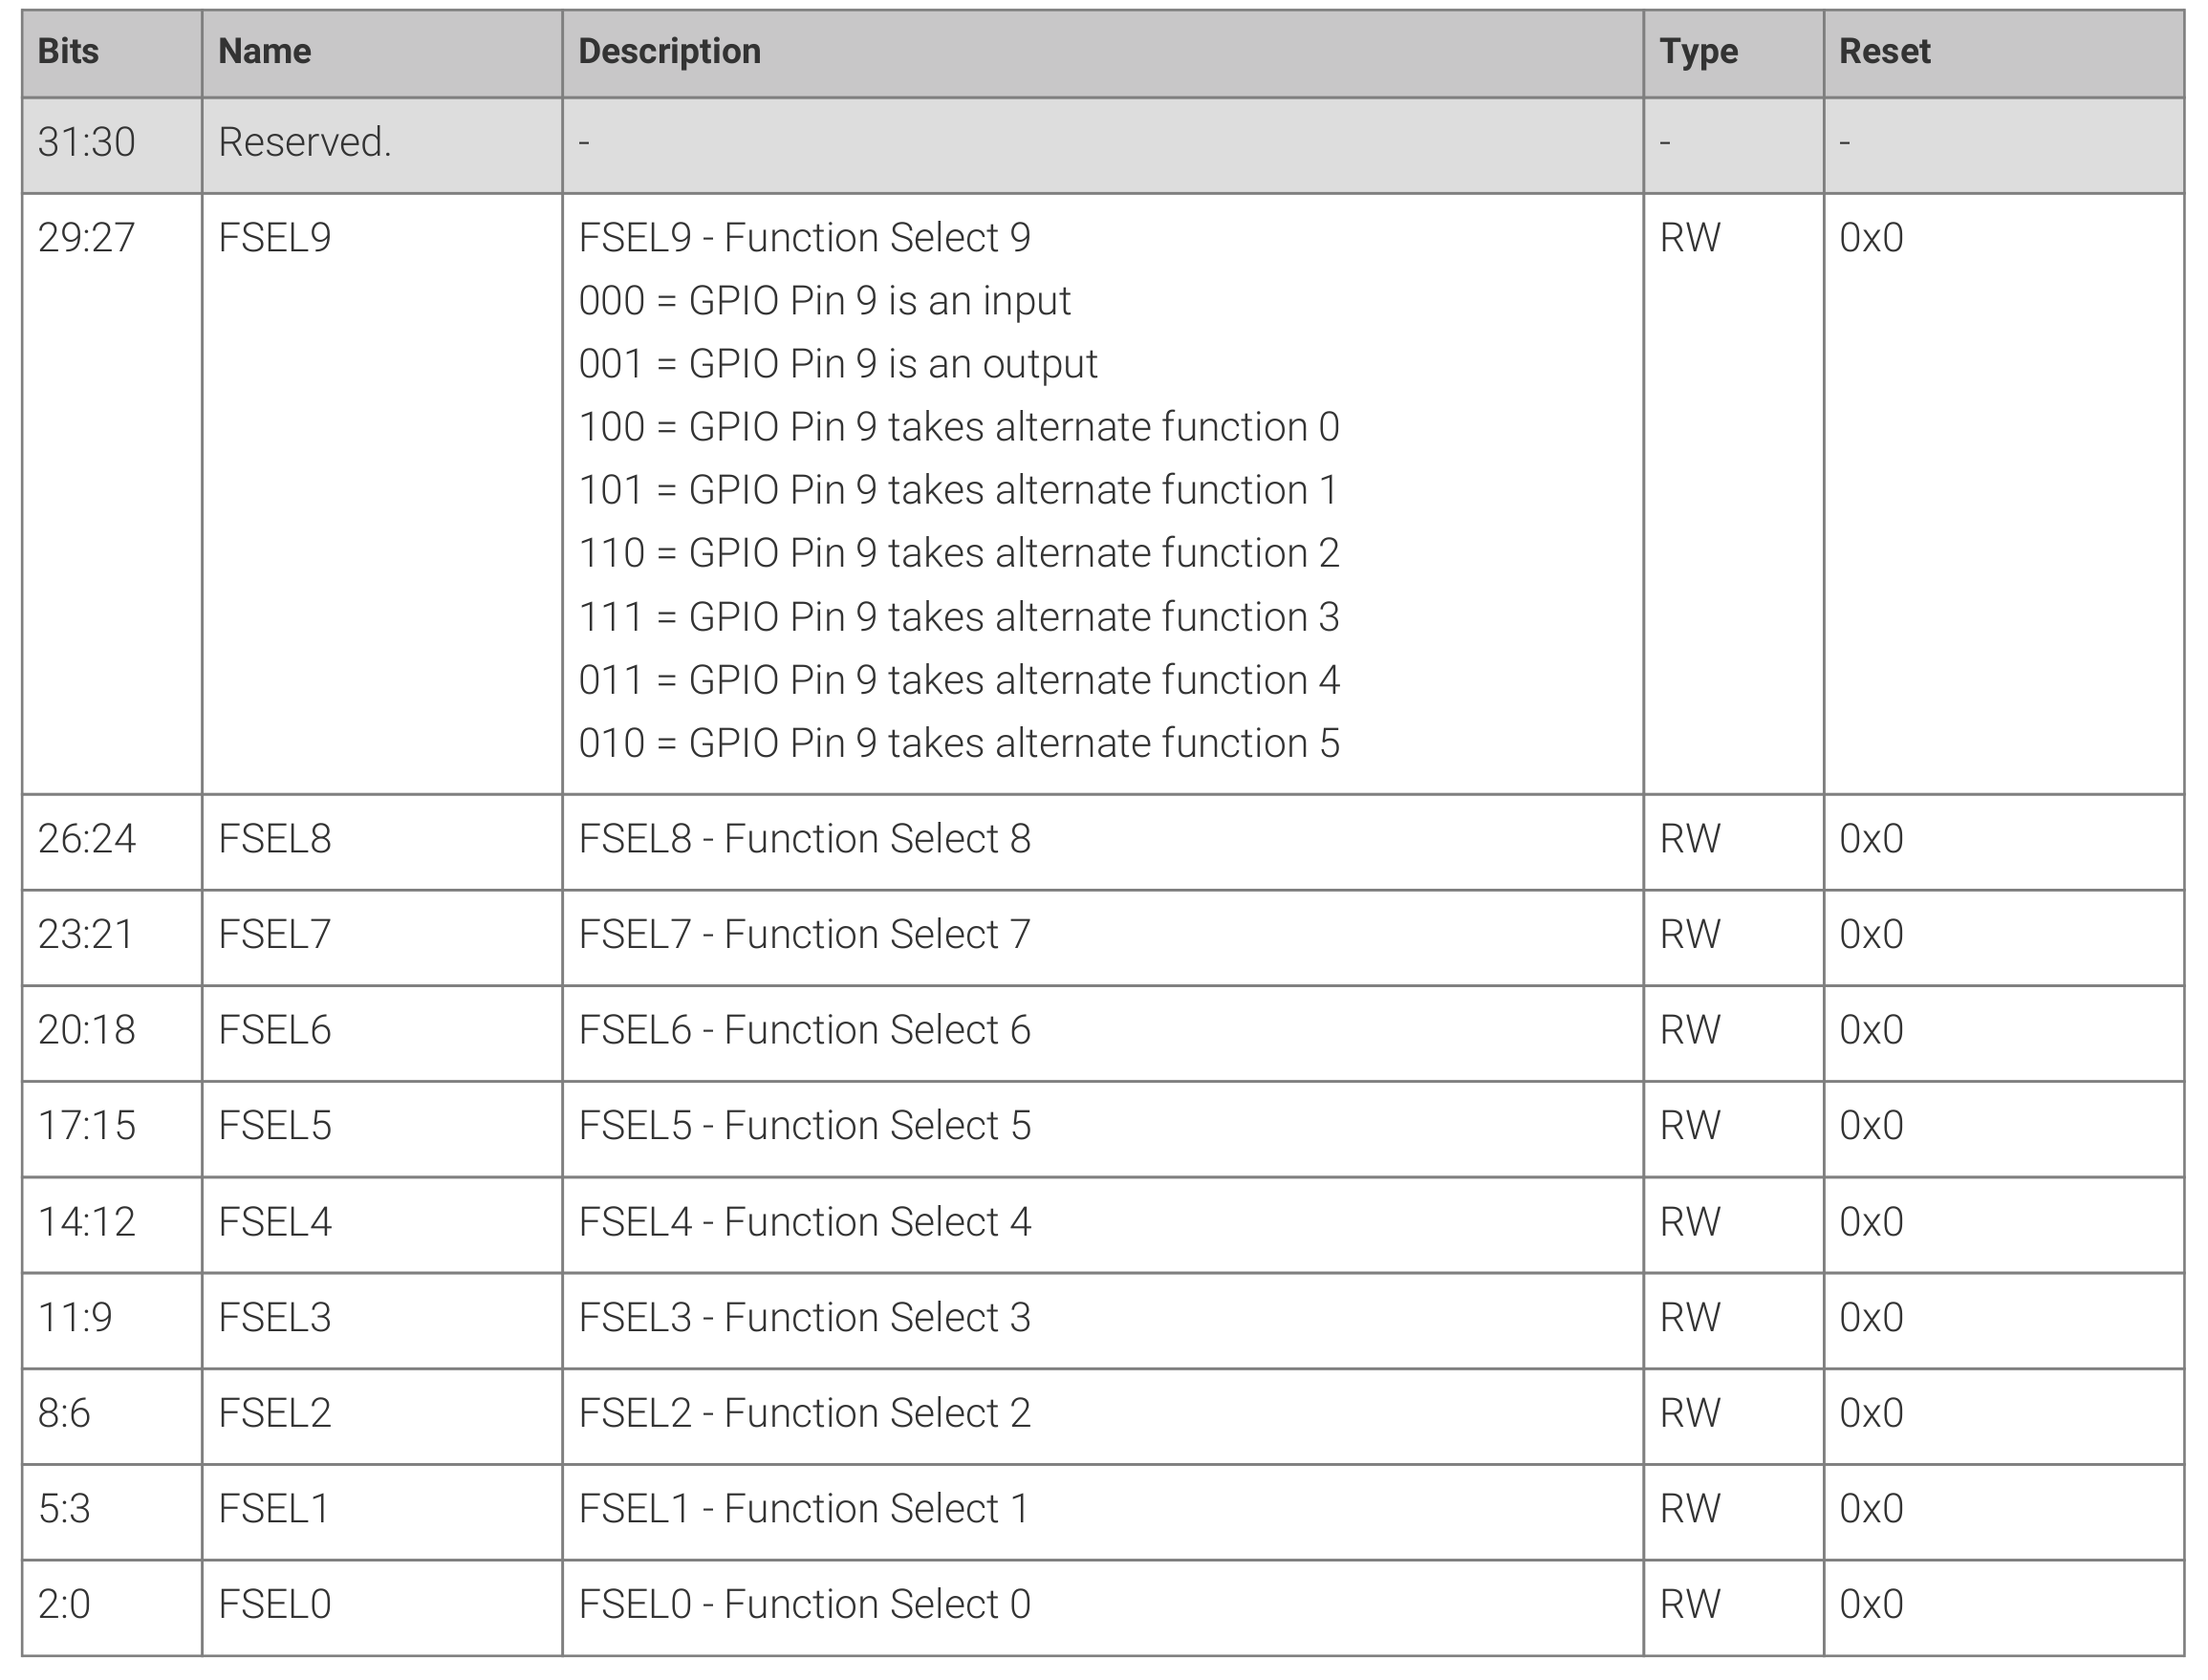 Bits Name Description Type Reset
31:30 Reserved. - - -
29:27 FSEL9 FSEL9 - Function Select 9 RW 0x0
000 = GPIO Pin 9 is an input
001 = GPIO Pin 9 is an output
100 = GPIO Pin 9 takes alternate function 0
101 = GPIO Pin 9 takes alternate function 1
110 = GPIO Pin 9 takes alternate function 2
111 = GPIO Pin 9 takes alternate function 3
011 = GPIO Pin 9 takes alternate function 4
010 = GPIO Pin 9 takes alternate function 5
26:24 FSEL8 FSEL8 - Function Select 8 RW 0x0
23:21 FSEL7 FSEL7 - Function Select 7 RW 0x0
20:18 FSEL6 FSEL6 - Function Select 6 RW 0x0
17:15 FSEL5 FSEL5 - Function Select 5 RW 0x0
14:12 FSEL4 FSEL4 - Function Select 4 RW 0x0
11:9 FSEL3 FSEL3 - Function Select 3 RW 0x0
8:6 FSEL2 FSEL2 - Function Select 2 RW 0x0
5:3 FSEL1 FSEL1 - Function Select 1 RW 0x0
2:0 FSEL0 FSEL0 - Function Select 0 RW 0x0